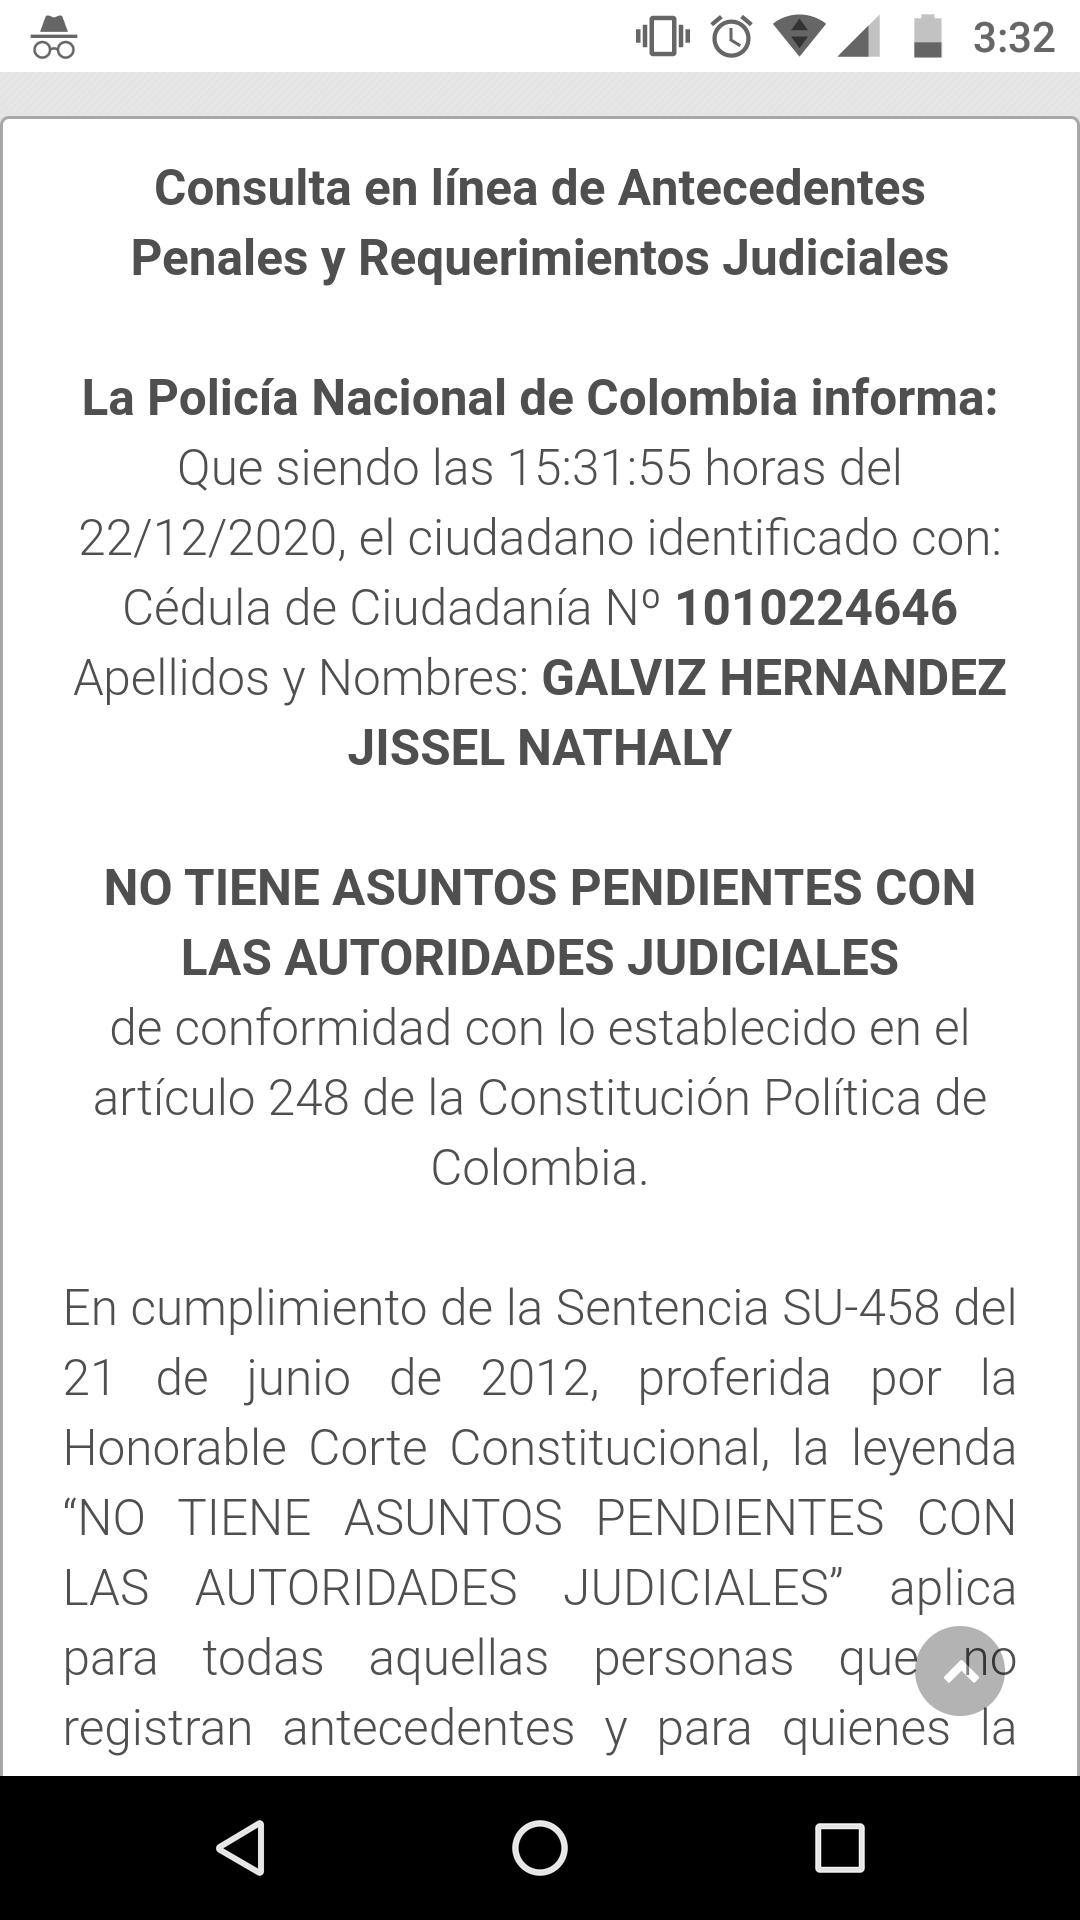 3:32
Consulta en línea de Antecedentes
Penales y Requerimientos Judiciales
La Policía Nacional de Colombia informa:
Que siendo las 15:31:55 horas del
22/12/2020, el ciudadano identificado con:
Cédula de Ciudadanía Nº 1010224646
Apellidos y Nombres: GALVIZ HERNANDEZ
JISSEL NATHALY
NO TIENE ASUNTOS PENDIENTES CON
LAS AUTORIDADES JUDICIALES
de conformidad con lo establecido en el
artículo 248 de la Constitución Política de
Colombia.
En cumplimiento de la Sentencia SU-458 del
21 de junio de 2012, proferida por la
Honorable Corte Constitucional, la leyenda
“NO TIENE ASUNTOS PENDIENTES CON
LAS AUTORIDADES JUDICIALES” aplica
para todas aquellas personas que no
registran antecedentes y para quienes la